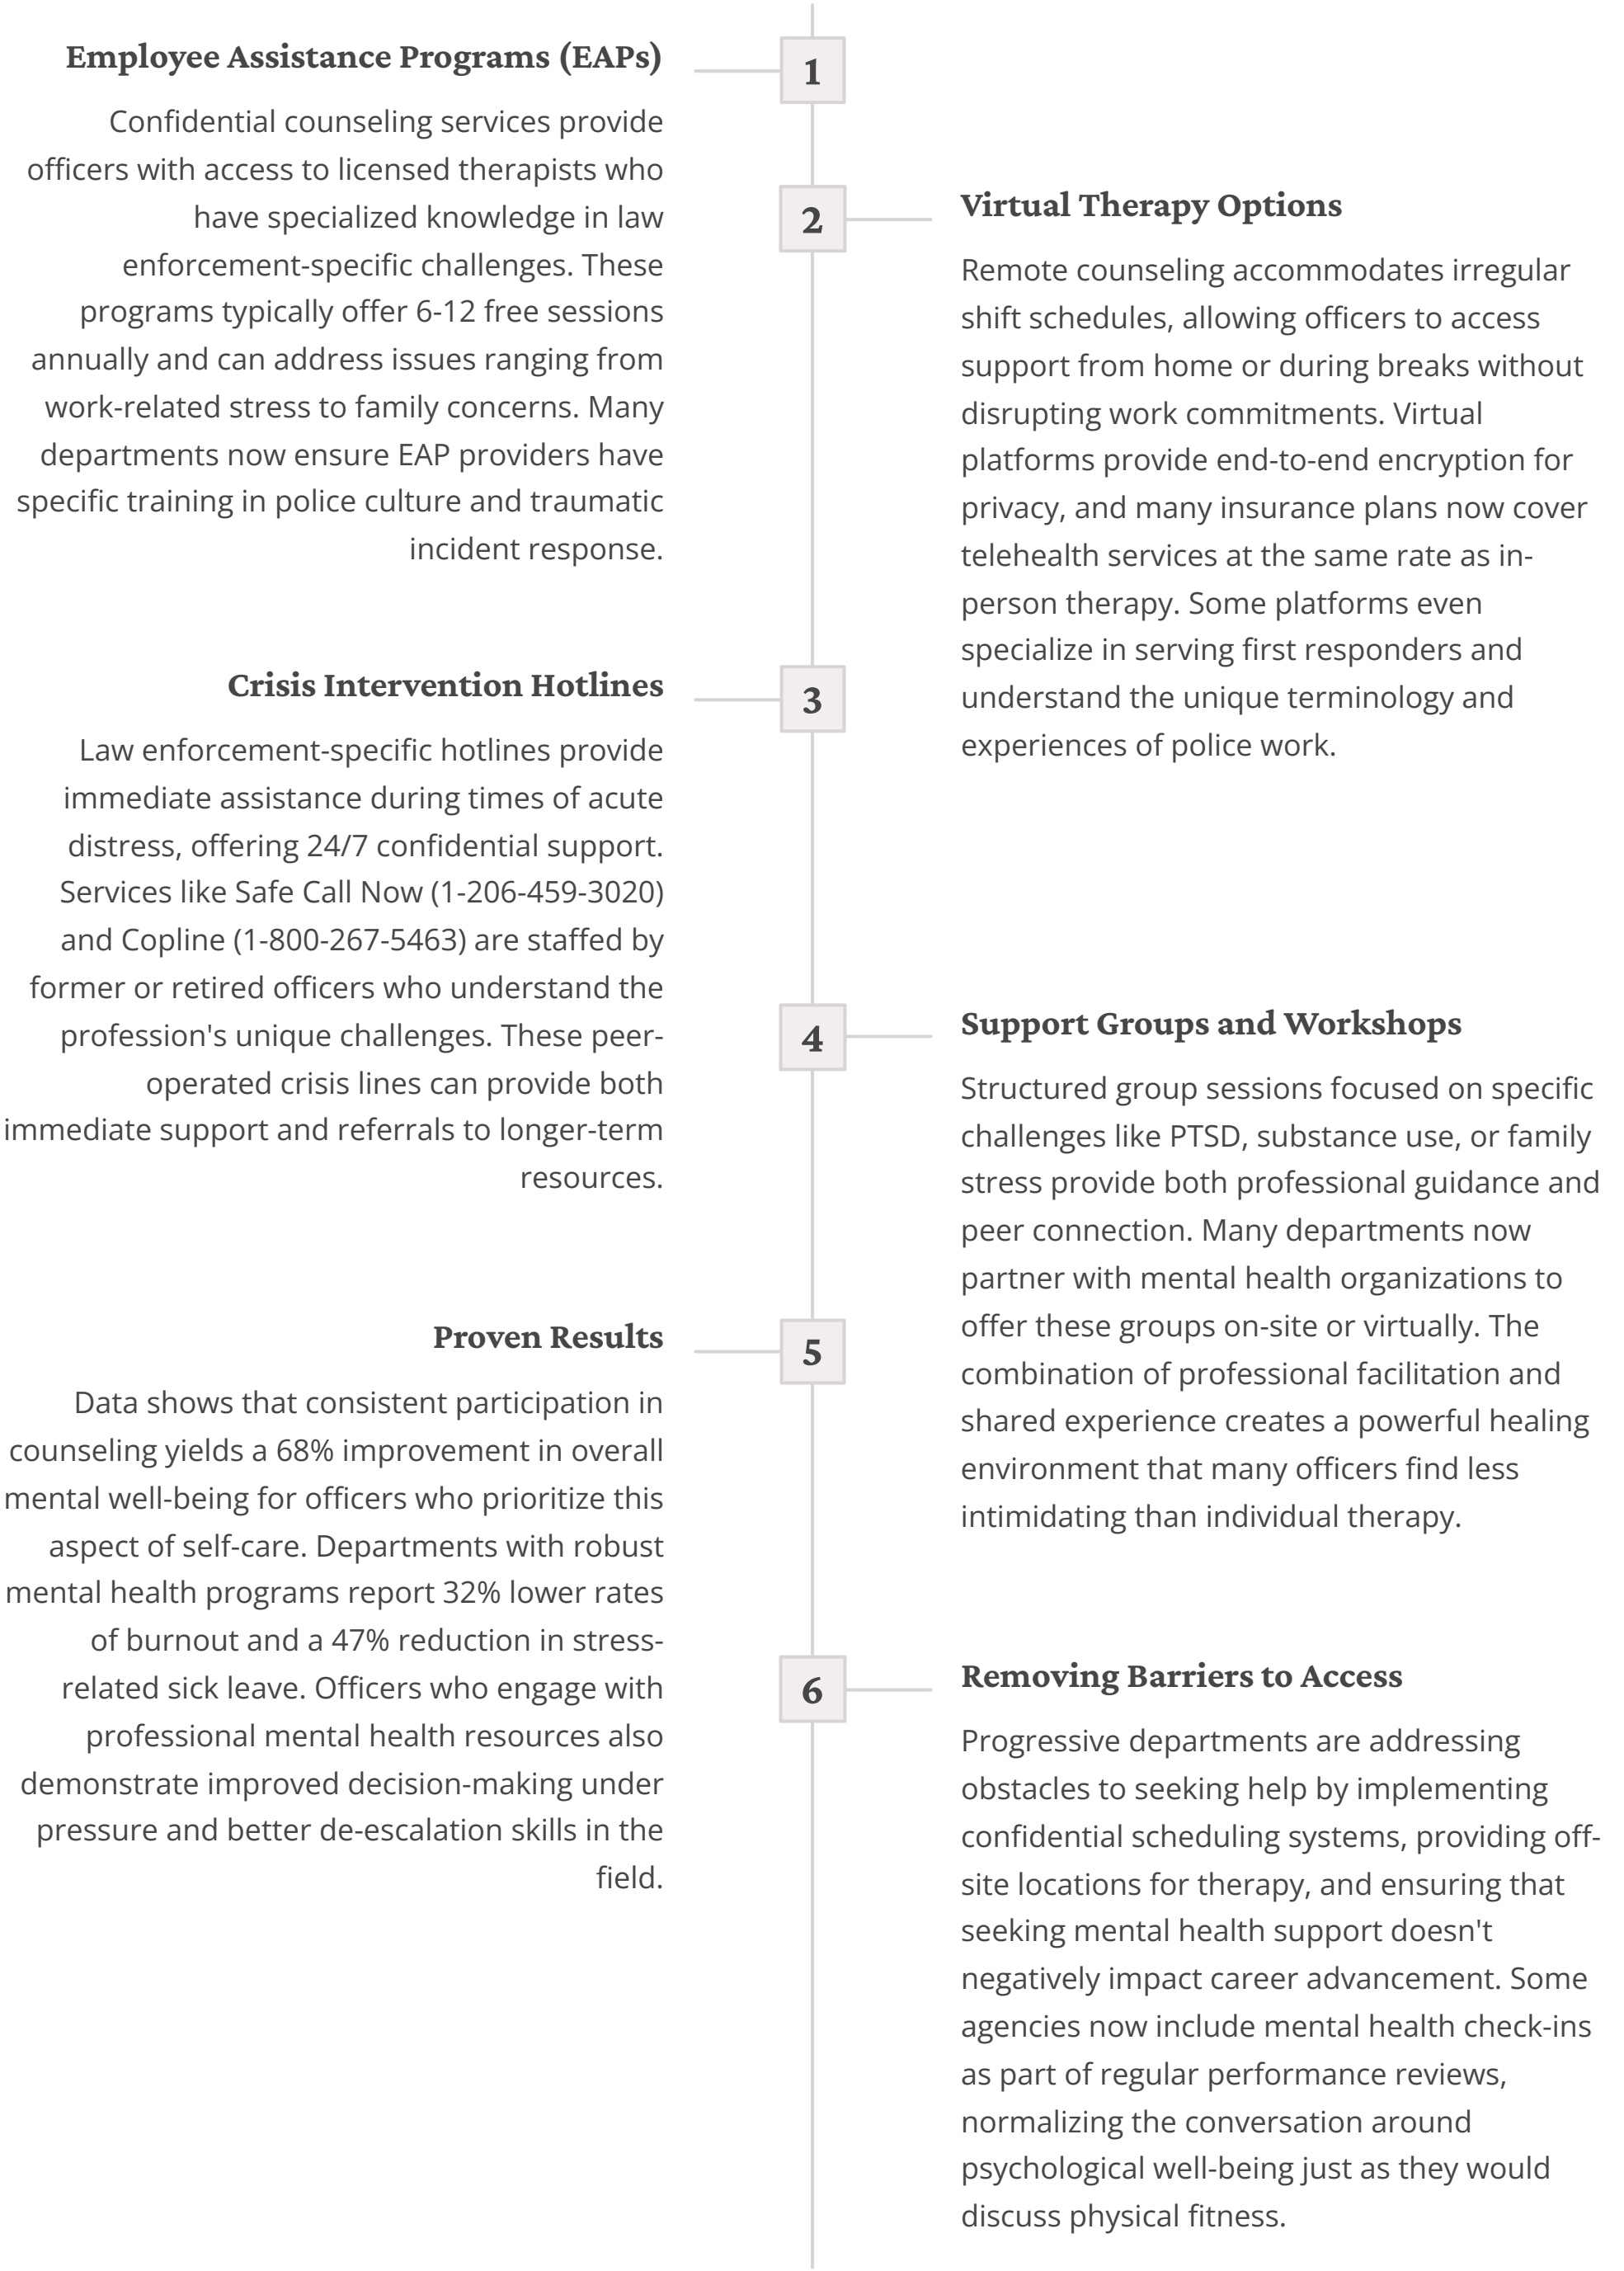 Employee Assistance Programs (EAPs)
1
Confidential counseling services provide
officers with access to licensed therapists who
have specialized knowledge in law
enforcement-specific challenges. These
programs typically offer 6-12 free sessions
annually and can address issues ranging from
work-related stress to family concerns. Many
departments now ensure EAP providers have
specific training in police culture and traumatic
incident response.
2
Virtual Therapy Options
Remote counseling accommodates irregular
shift schedules, allowing officers to access
support from home or during breaks without
disrupting work commitments. Virtual
platforms provide end-to-end encryption for
privacy, and many insurance plans now cover
telehealth services at the same rate as in-
person therapy. Some platforms even
specialize in serving first responders and
understand the unique terminology and
experiences of police work.
Crisis Intervention Hotlines
3
Law enforcement-specific hotlines provide
immediate assistance during times of acute
distress, offering 24/7 confidential support.
Services like Safe Call Now (1-206-459-3020)
and Copline (1-800-267-5463) are staffed by
former or retired officers who understand the
profession's unique challenges. These peer-
operated crisis lines can provide both
immediate support and referrals to longer-term
resources.
4
Support Groups and Workshops
Structured group sessions focused on specific
challenges like PTSD, substance use, or family
stress provide both professional guidance and
peer connection. Many departments now
partner with mental health organizations to
offer these groups on-site or virtually. The
combination of professional facilitation and
shared experience creates a powerful healing
environment that many officers find less
intimidating than individual therapy.
Proven Results
5
Data shows that consistent participation in
counseling yields a 68% improvement in overall
mental well-being for officers who prioritize this
aspect of self-care. Departments with robust
mental health programs report 32% lower rates
of burnout and a 47% reduction in stress-
related sick leave. Officers who engage with
professional mental health resources also
demonstrate improved decision-making under
pressure and better de-escalation skills in the
field.
6
Removing Barriers to Access
Progressive departments are addressing
obstacles to seeking help by implementing
confidential scheduling systems, providing off-
site locations for therapy, and ensuring that
seeking mental health support doesn't
negatively impact career advancement. Some
agencies now include mental health check-ins
as part of regular performance reviews,
normalizing the conversation around
psychological well-being just as they would
discuss physical fitness.